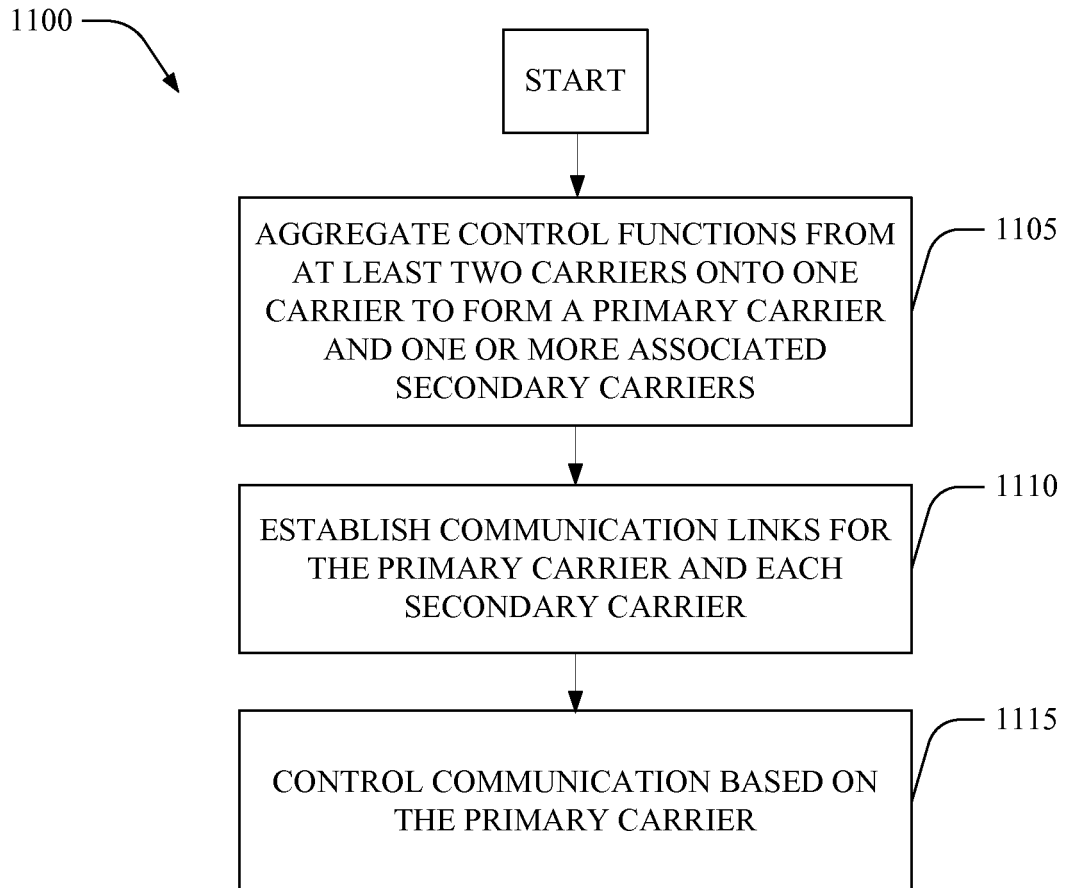 1100
START
AGGREGATE CONTROL FUNCTIONS FROM
AT LEAST TWO CARRIERS ONTO ONE
CARRIER TO FORM A PRIMARY CARRIER
AND ONE OR MORE ASSOCIATED
SECONDARY CARRIERS
1105
ESTABLISH COMMUNICATION LINKS FOR
THE PRIMARY CARRIER AND EACH
SECONDARY CARRIER
1110
CONTROL COMMUNICATION BASED ON
THE PRIMARY CARRIER
1115